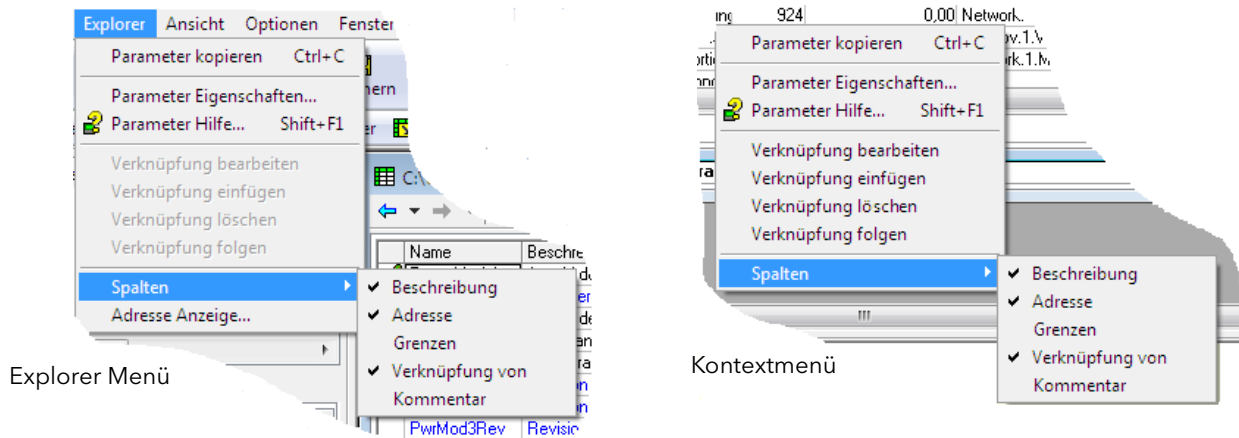 Explorer Ansicht Optionen Fenster
Parameter kopieren Ctrl+C
Parameter Eigenschaften...
Parameter Hilfe... Shift+F1
Verknüpfung bearbeiten
Verknüpfung einfügen
Verknüpfung löschen
Verknüpfung folgen
Spalten
Adresse Anzeige...
Name
Beschreibung
Adresse
Grenzen
Verknüpfung von
Kommentar
PwrMod3Rev
Explorer Menü
924 0,00 Network.
Parameter kopieren Ctrl+C
Parameter Eigenschaften...
Parameter Hilfe... Shift+F1
Verknüpfung bearbeiten
Verknüpfung einfügen
Verknüpfung löschen
Verknüpfung folgen
Spalten
Beschreibung
Adresse
Grenzen
Verknüpfung von
Kommentar
Kontextmenü